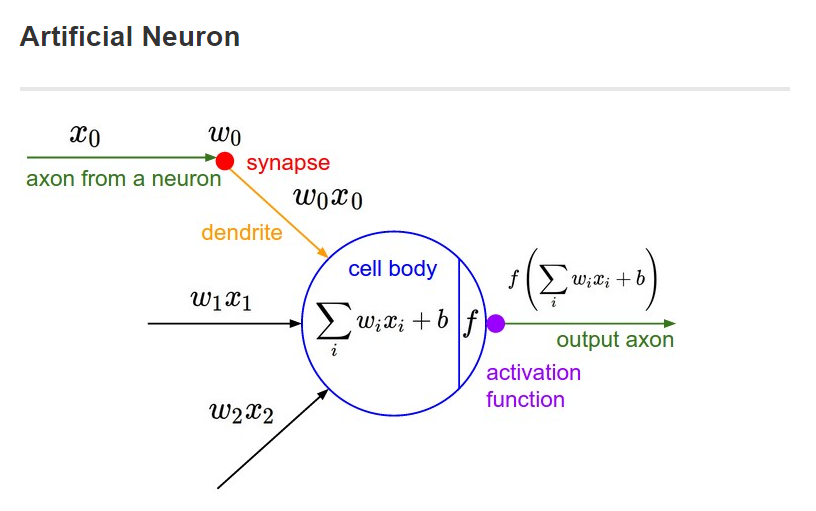 Artificial Neuron
x₀
w₀
synapse
axon from a neuron
w₀x₀
dendrite
cell body
f(∑ᵢ wᵢxᵢ + b)
w₁x₁
∑ᵢ wᵢxᵢ + b
f
output axon
activation
function
w₂x₂